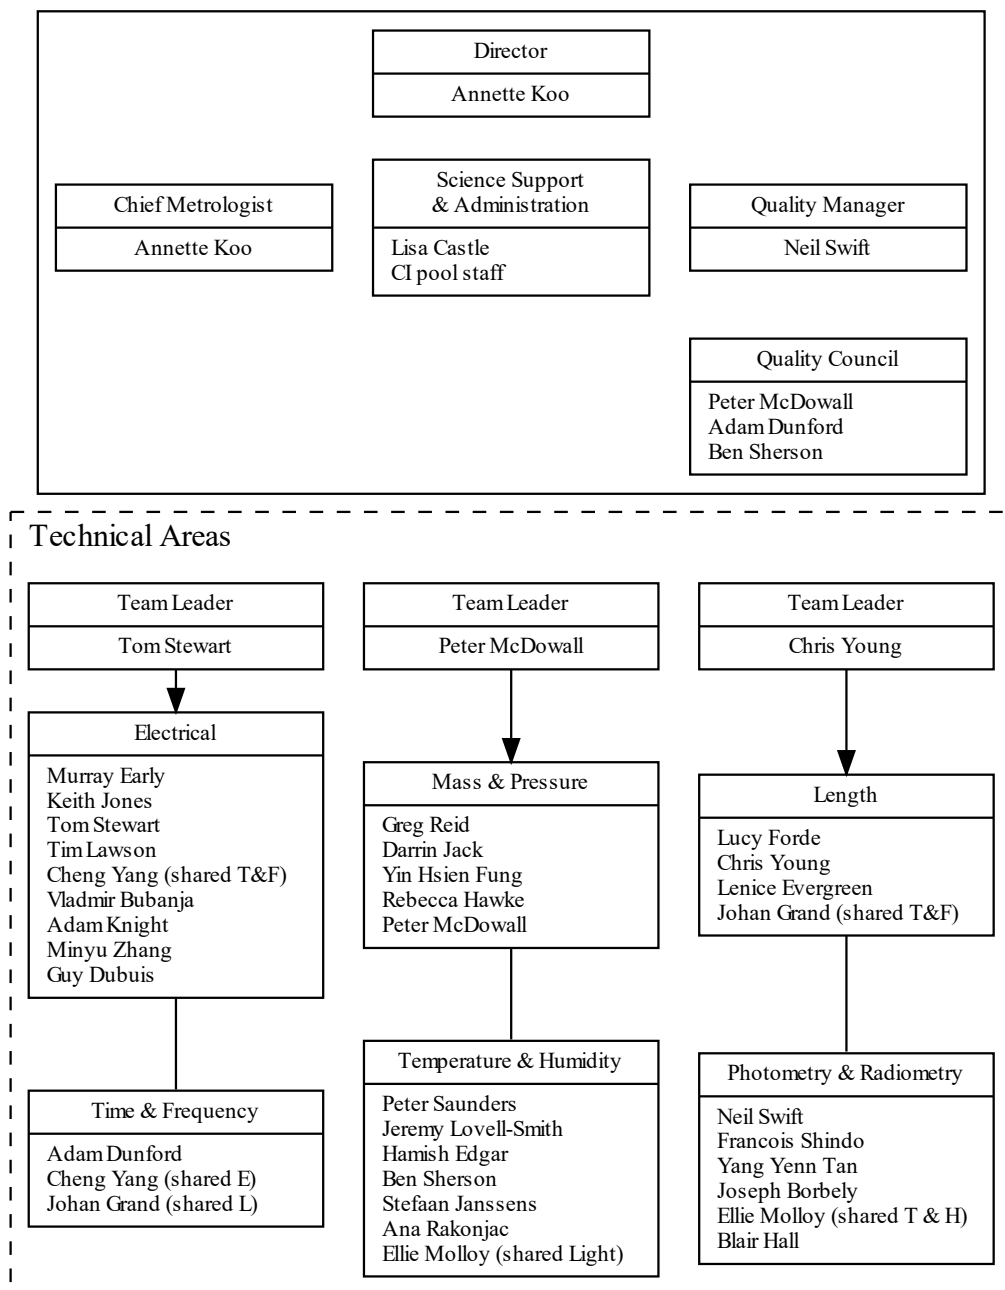 Director
Annette Koo
Chief Metrologist
Annette Koo
Science Support
& Administration
Lisa Castle
CI pool staff
Quality Manager
Neil Swift
Quality Council
Peter McDowall
Adam Dunford
Ben Sherson
Technical Areas
Team Leader
Tom Stewart
Electrical
Murray Early
Keith Jones
Tom Stewart
Tim Lawson
Cheng Yang (shared T&F)
Vladmir Bubanja
Adam Knight
Minyu Zhang
Guy Dubuis
Time & Frequency
Adam Dunford
Cheng Yang (shared E)
Johan Grand (shared L)
Team Leader
Peter McDowall
Mass & Pressure
Greg Reid
Darrin Jack
Yin Hsien Fung
Rebecca Hawke
Peter McDowall
Temperature & Humidity
Peter Saunders
Jeremy Lovell-Smith
Hamish Edgar
Ben Sherson
Stefaan Janssens
Ana Rakonjac
Ellie Molloy (shared Light)
Team Leader
Chris Young
Length
Lucy Forde
Chris Young
Lenice Evergreen
Johan Grand (shared T&F)
Photometry & Radiometry
Neil Swift
Francois Shindo
Yang Yenn Tan
Joseph Borbely
Ellie Molloy (shared T & H)
Blair Hall